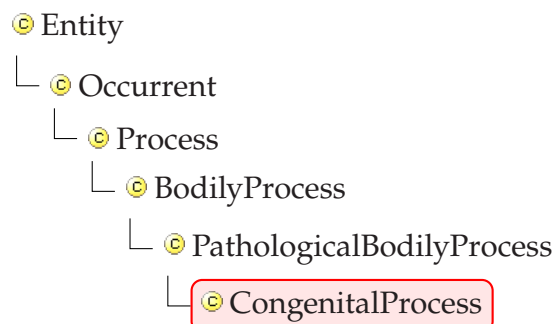 Entity
Occurrent
Process
BodilyProcess
PathologicalBodilyProcess
CongenitalProcess